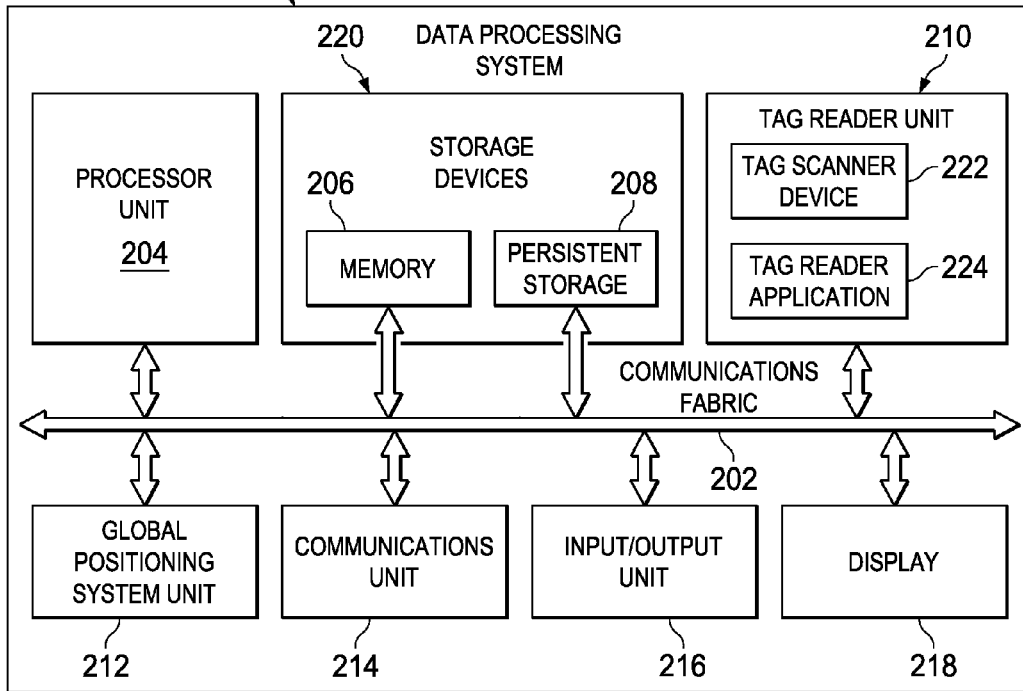 220
DATA PROCESSING
SYSTEM
210
PROCESSOR
UNIT
204
STORAGE
DEVICES
206
208
MEMORY
PERSISTENT
STORAGE
TAG READER UNIT
TAG SCANNER
DEVICE
222
TAG READER
APPLICATION
224
COMMUNICATIONS
FABRIC
202
GLOBAL
POSITIONING
SYSTEM UNIT
COMMUNICATIONS
UNIT
INPUT/OUTPUT
UNIT
DISPLAY
212
214
216
218